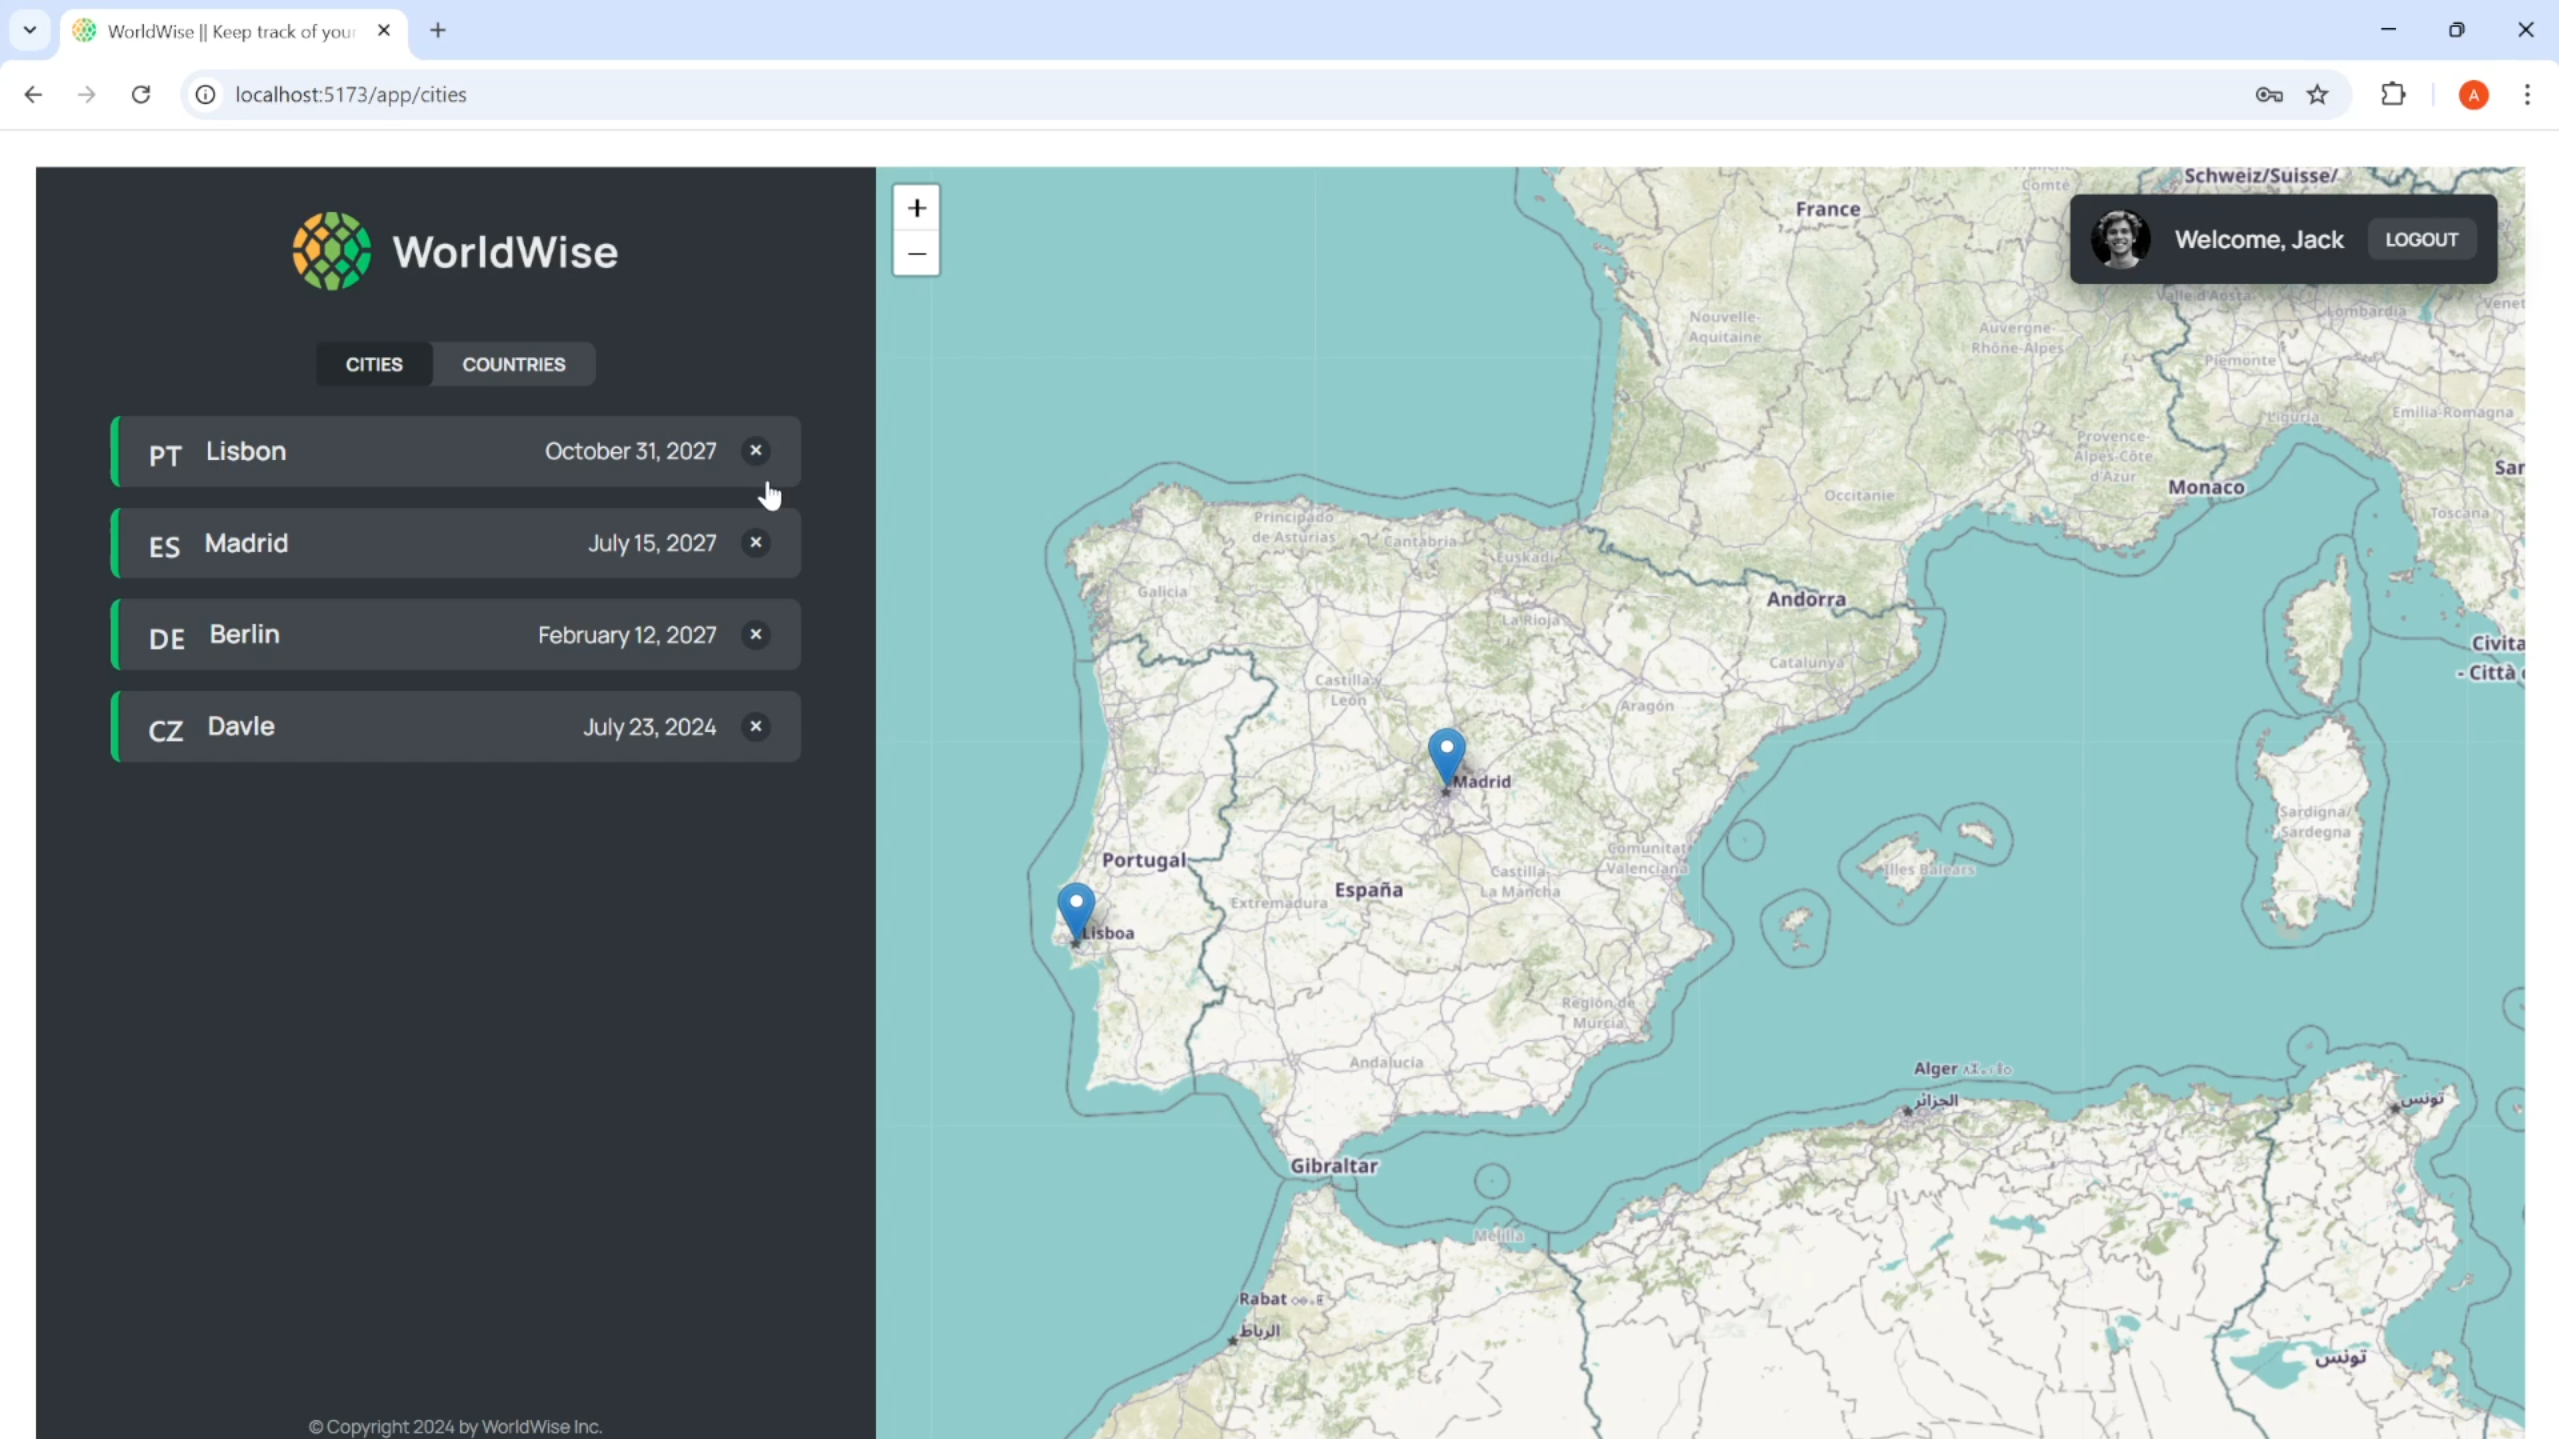 WorldWise || Keep track of your
localhost:5173/app/cities
A
WorldWise
CITIES
COUNTRIES
PT Lisbon October 31, 2027 ×
ES Madrid July 15, 2027 ×
DE Berlin February 12, 2027 ×
CZ Davle July 23, 2024 ×
© Copyright 2024 by WorldWise Inc.
+
−
Welcome, Jack
LOGOUT
Schweiz/Suisse/
Comté
France
Valle d'Aosta
Lombardia
Venet
Nouvelle-
Aquitaine
Auvergne-
Rhône-Alpes
Piemonte
Liguria
Emilia-Romagna
Provence-
Alpes-Côte
d'Azur
San
Monaco
Occitanie
Toscana
Principado
de Asturias
Cantabria
Euskadi
Galicia
Andorra
La Rioja
Civita
- Città
Catalunya
Castilla y
León
Aragón
Madrid
Sardigna/
Sardegna
Portugal
Comunitat
Valenciana
España
Castilla-
La Mancha
Illes Balears
Extremadura
Lisboa
Región de
Murcia
Andalucía
Alger
الجزائر
تونس
Gibraltar
Melilla
Rabat
الرباط
تونس